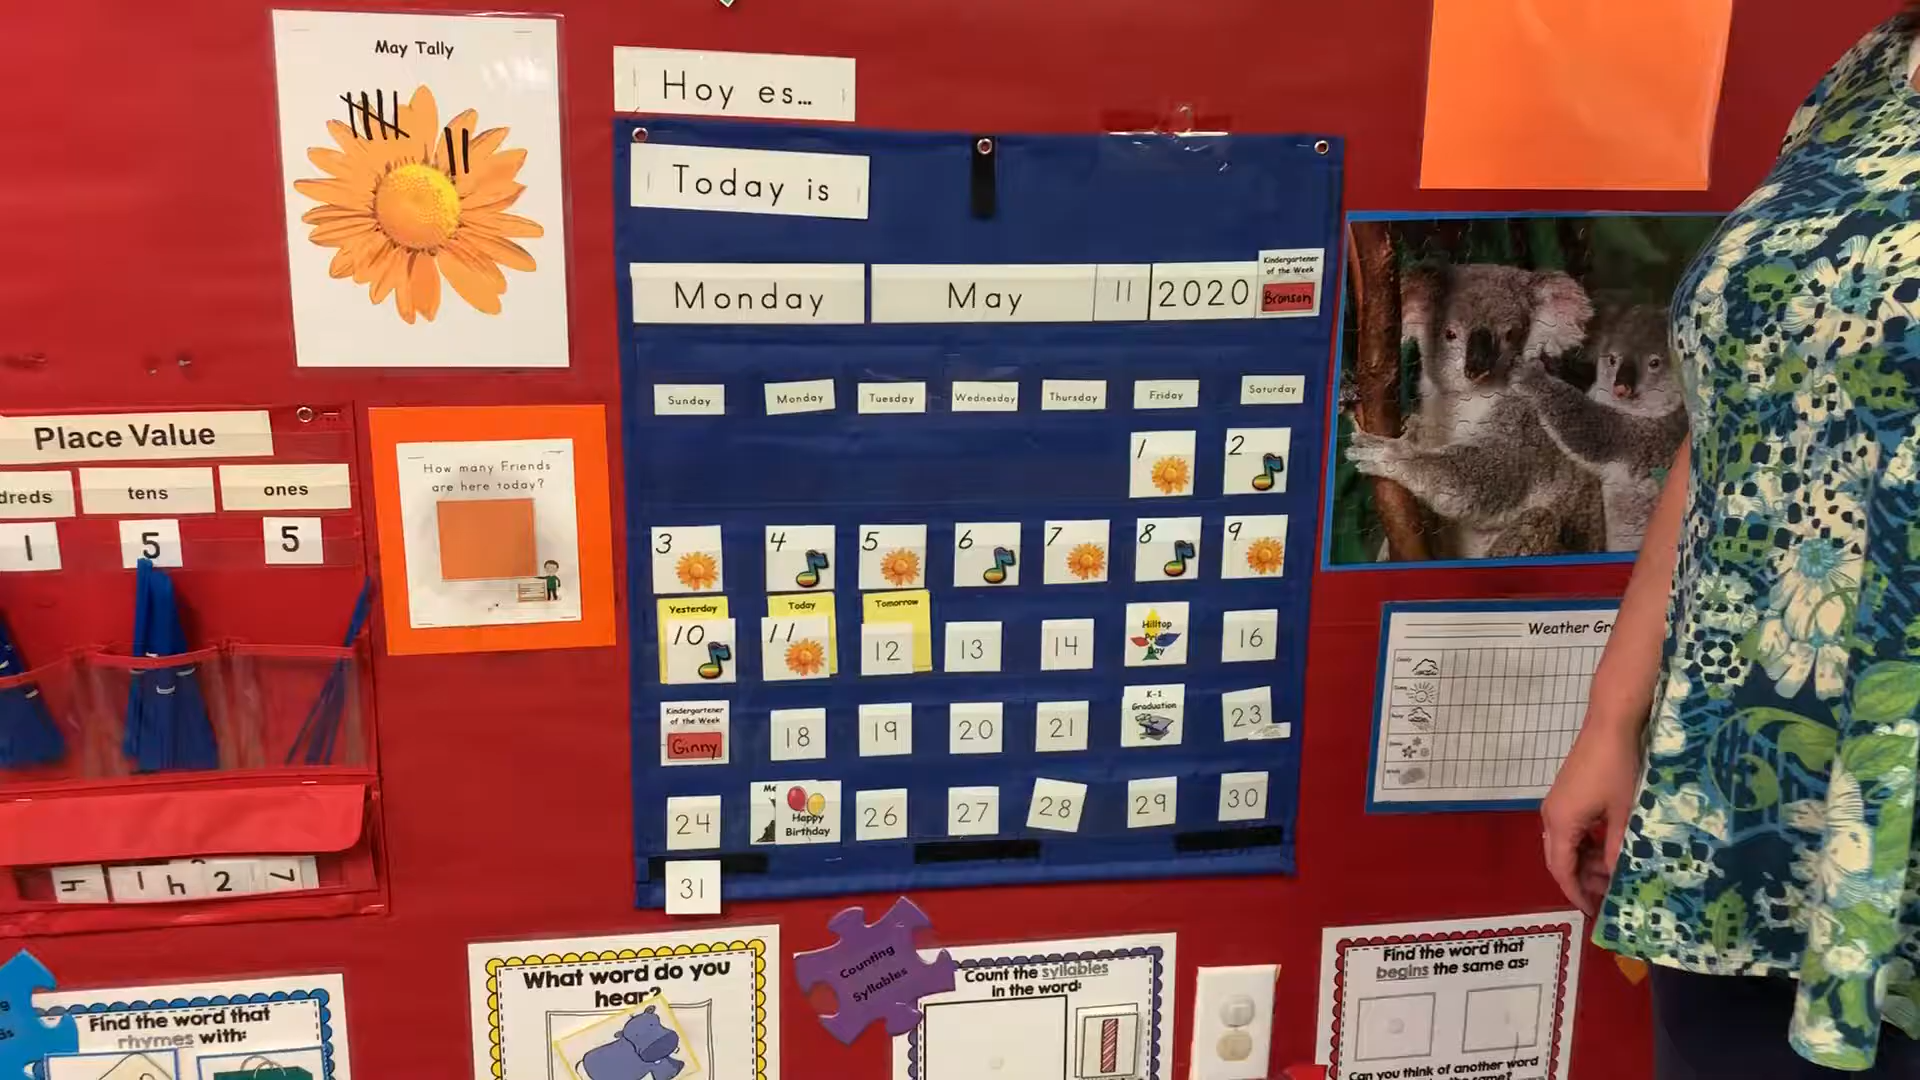 May Tally
Hoy es...
Today is
Monday May 11 2020
Kindergartener
of the Week
Bronson
Sunday Monday Tuesday Wednesday Thursday Friday Saturday
1 2
3 4 5 6 7 8 9
Yesterday Today Tomorrow
10 11 12 13 14
Hilltop
Pride
Day
16
Kindergartener
of the Week
Ginny
18 19 20 21
K-1
Graduation
23
24
Happy
Birthday
26 27 28 29 30
31
Place Value
tens ones
1 5 5
How many Friends
are here today?
2
Weather
Find the word that
rhymes with:
What word do you
hear?
Counting
Syllables
Count the syllables
in the word:
Find the word that
begins the same as:
Can you think of another word